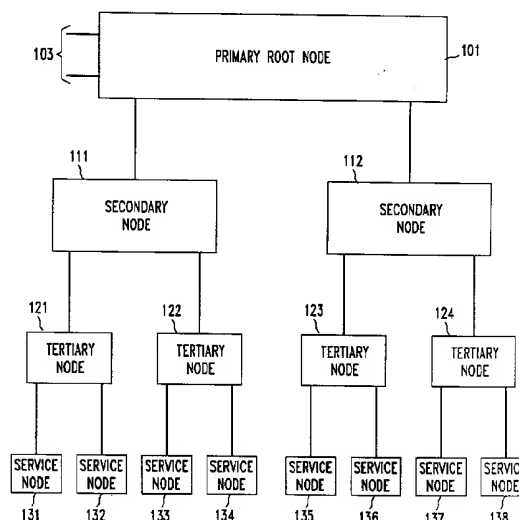 103
PRIMARY ROOT NODE
101
111
112
SECONDARY
NODE
SECONDARY
NODE
121
122
123
124
TERTIARY
NODE
TERTIARY
NODE
TERTIARY
NODE
TERTIARY
NODE
SERVICE
NODE
SERVICE
NODE
SERVICE
NODE
SERVICE
NODE
SERVICE
NODE
SERVICE
NODE
SERVICE
NODE
SERVICE
NODE
131
132
133
134
135
136
137
138